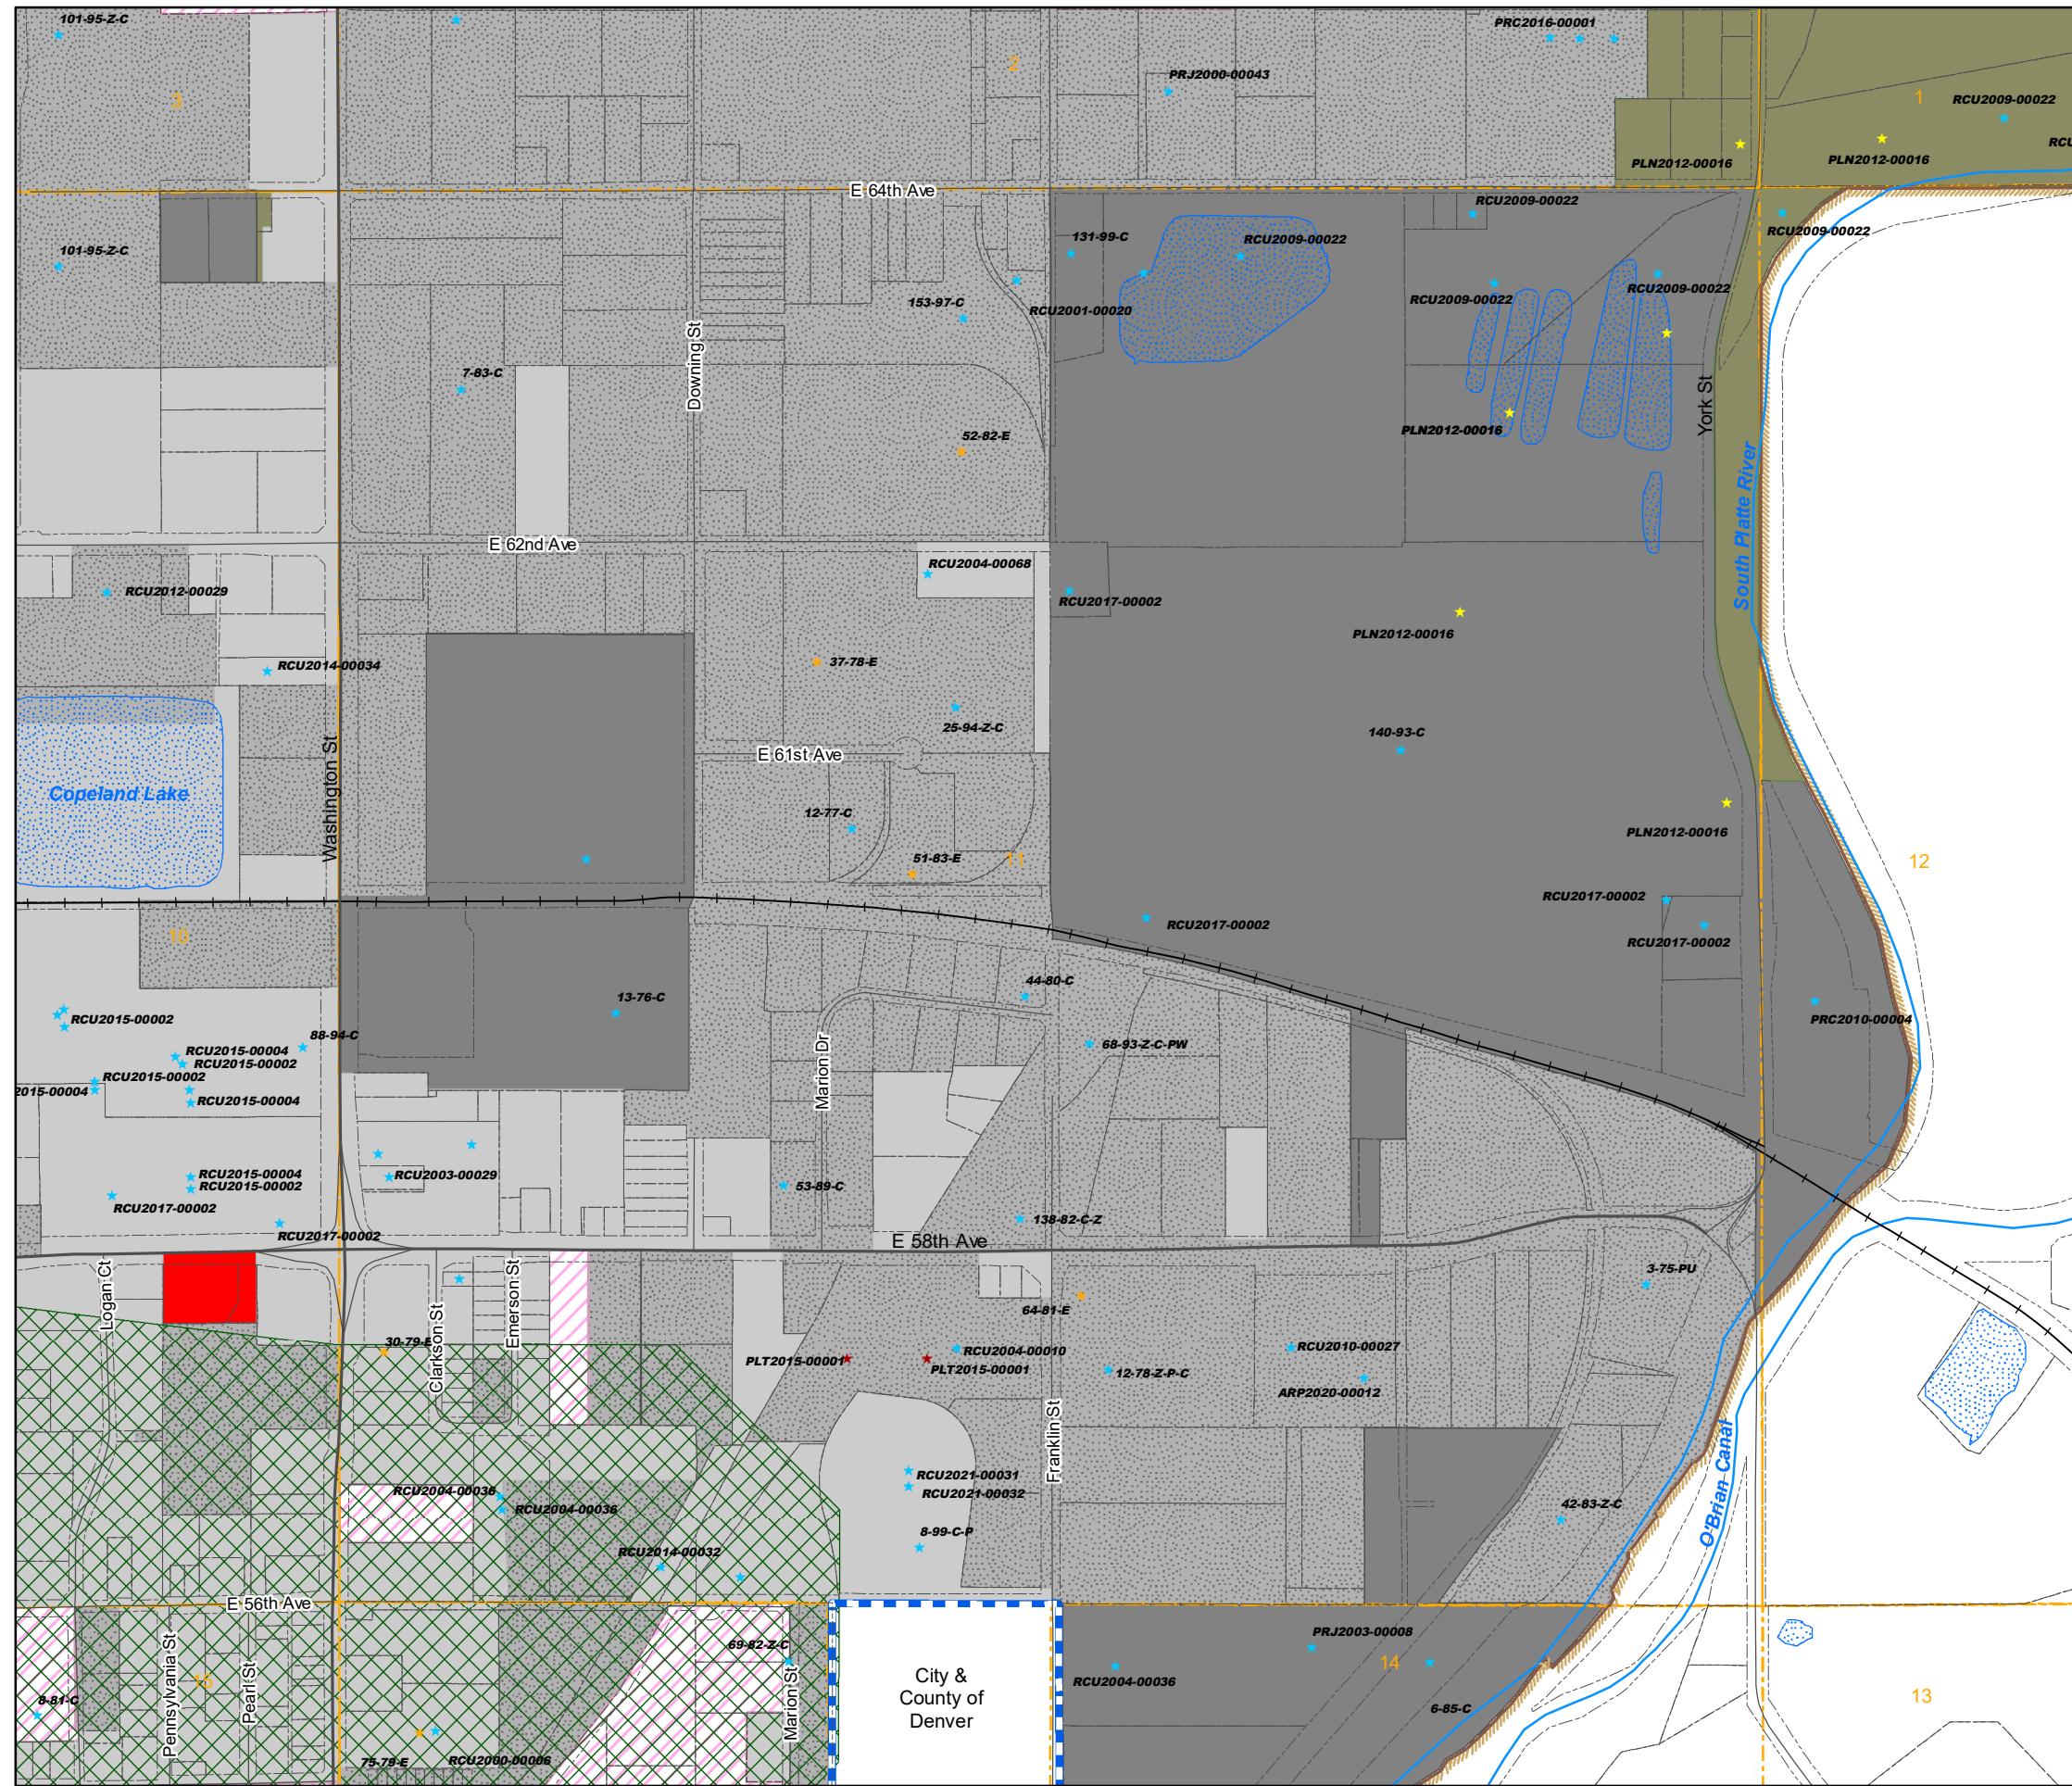 101-95-Z-C
PRC2016-00001
2
PRJ2000-00043
3
1
RCU2009-00022
RCU
PLN2012-00016
PLN2012-00016
E 64th Ave
RCU2009-00022
RCU2009-00022
131-99-C
RCU2009-00022
101-95-Z-C
RCU2009-00022
RCU2009-00022
153-97-C
RCU2001-00020
Downing St
7-83-C
York St
PLN2012-00016
52-82-E
South Platte River
E 62nd Ave
RCU2004-00068
RCU2012-00029
RCU2017-00002
PLN2012-00016
RCU2014-00034
37-78-E
25-94-Z-C
140-93-C
E 61st Ave
Washington St
Copeland Lake
12-77-C
PLN2012-00016
51-83-E
11
12
RCU2017-00002
RCU2017-00002
RCU2017-00002
10
44-80-C
13-76-C
RCU2015-00002
PRC2010-00004
88-94-C
68-93-Z-C-PW
RCU2015-00004
RCU2015-00002
RCU2015-00002
2015-00004
RCU2015-00004
Marion Dr
RCU2015-00004
RCU2003-00029
RCU2015-00002
53-89-C
RCU2017-00002
138-82-C-Z
RCU2017-00002
E 58th Ave
3-75-PU
Logan Ct
Clarkson St
Emerson St
64-81-E
30-79-E
RCU2004-00010
RCU2010-00027
PLT2015-00001
PLT2015-00001
12-78-Z-P-C
ARP2020-00012
Franklin St
RCU2021-00031
RCU2021-00032
RCU2004-00036
RCU2004-00036
42-83-Z-C
O'Brian Canal
8-99-C-P
RCU2014-00032
E 56th Ave
PRJ2003-00008
69-82-Z-C
City &
County of
Denver
14
RCU2004-00036
15
13
Pennsylvania St
Pearl St
Marion St
8-81-C
6-85-C
75-79-E
RCU2000-00006